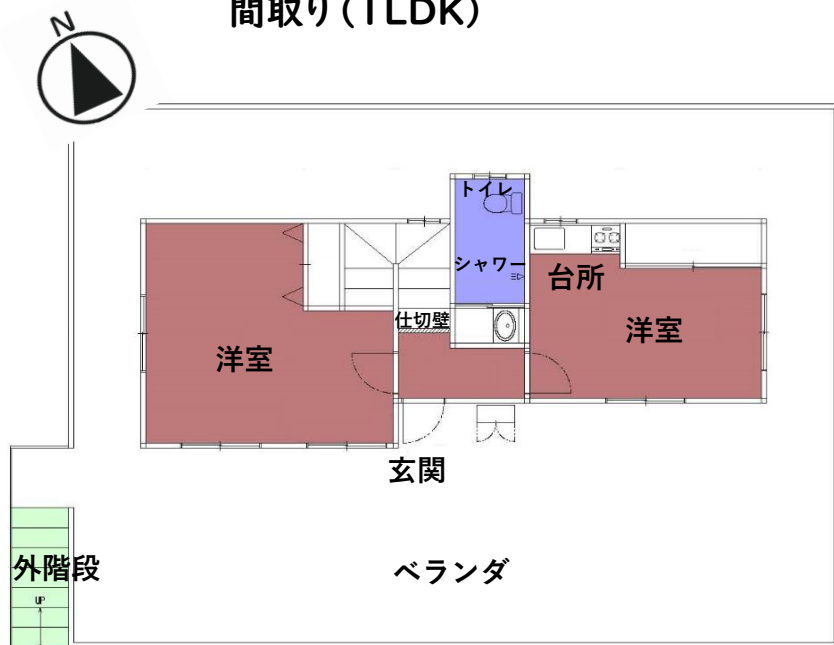 間取り(1LDK)
N
トイレ
シャワー
台所
仕切壁
洋室
洋室
玄関
外階段
ベランダ
UP